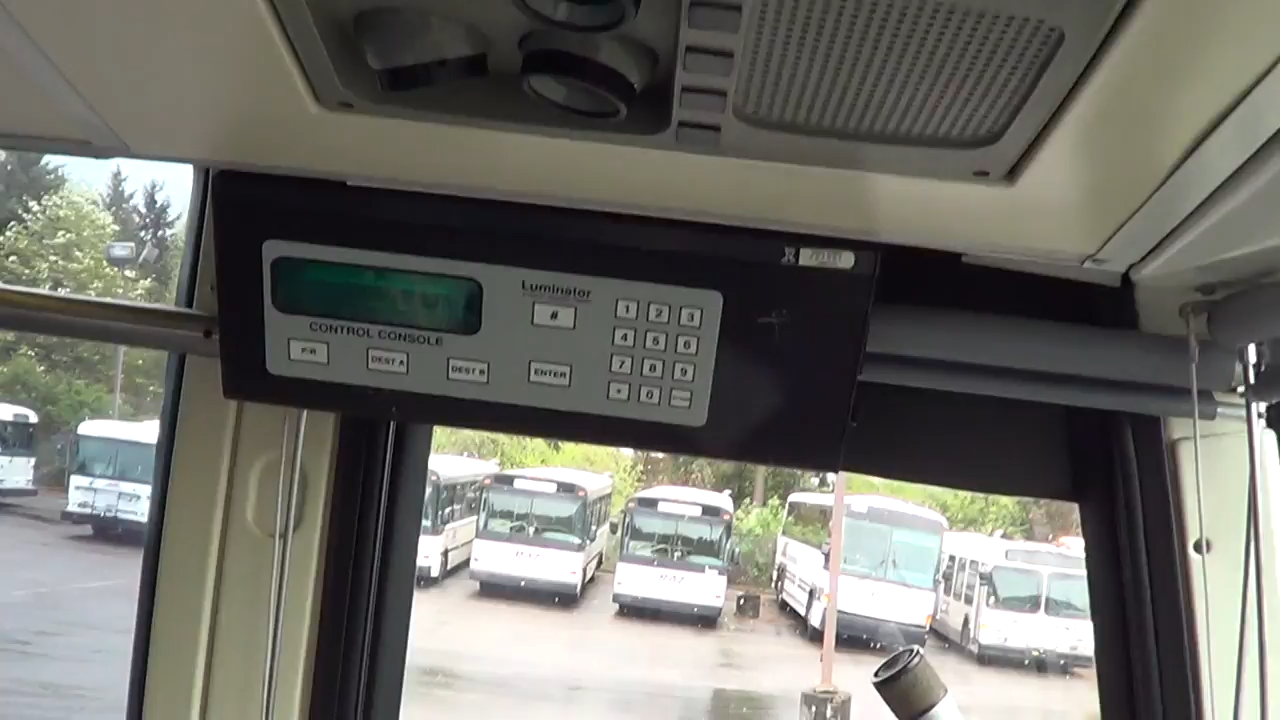 Luminator
#
CONTROL CONSOLE
P/R
DEST A
DEST B
ENTER
1 2 3
4 5 6
7 8 9
* 0